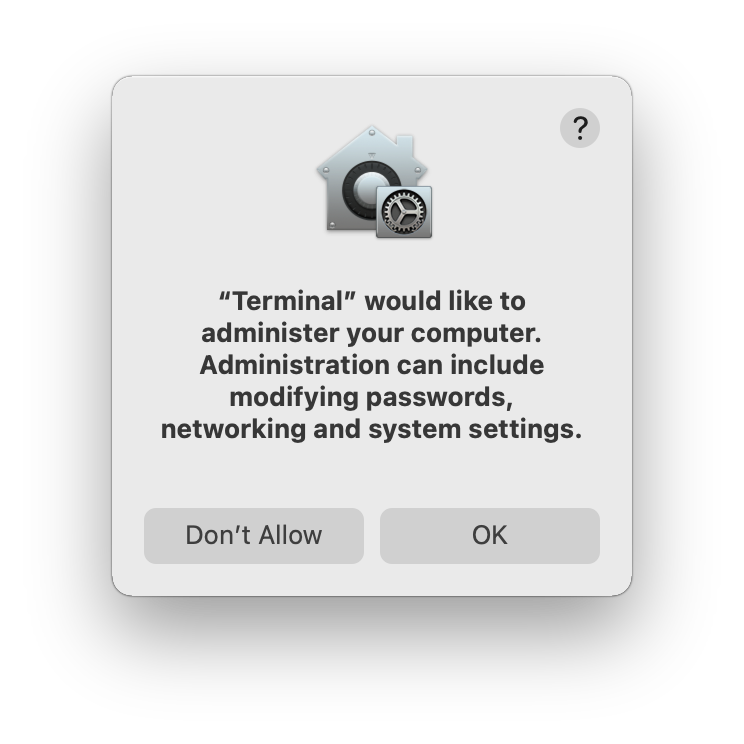 ?
“Terminal” would like to
administer your computer.
Administration can include
modifying passwords,
networking and system settings.
Don’t Allow
OK